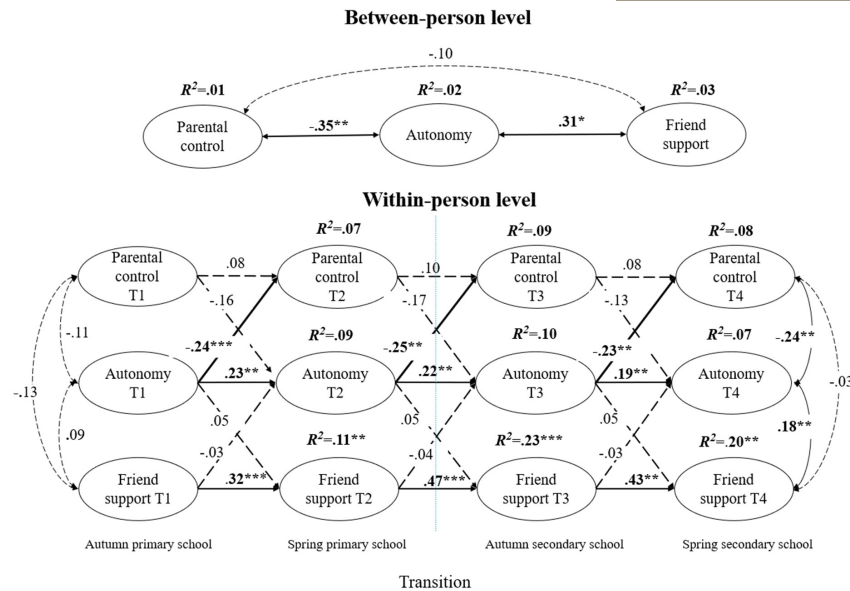 Between-person level
-.10
R²=.01
R²=.02
R²=.03
Parental
control
-.35**
Autonomy
.31*
Friend
support
Within-person level
R²=.07
R²=.09
R²=.08
Parental
control
T1
.08
Parental
control
T2
.10
Parental
control
T3
.08
Parental
control
T4
-.16
-.17
-.13
-.11
R²=.09
R²=.10
R²=.07
-.24**
-.24***
-.25**
-.23**
Autonomy
T1
.23**
Autonomy
T2
.22**
Autonomy
T3
.19**
Autonomy
T4
-.13
-.03
.09
.05
.05
.05
.18**
R²=.11**
R²=.23***
R²=.20**
-.03
-.04
-.03
Friend
support T1
.32***
Friend
support T2
.47***
Friend
support T3
.43**
Friend
support T4
Autumn primary school
Spring primary school
Autumn secondary school
Spring secondary school
Transition